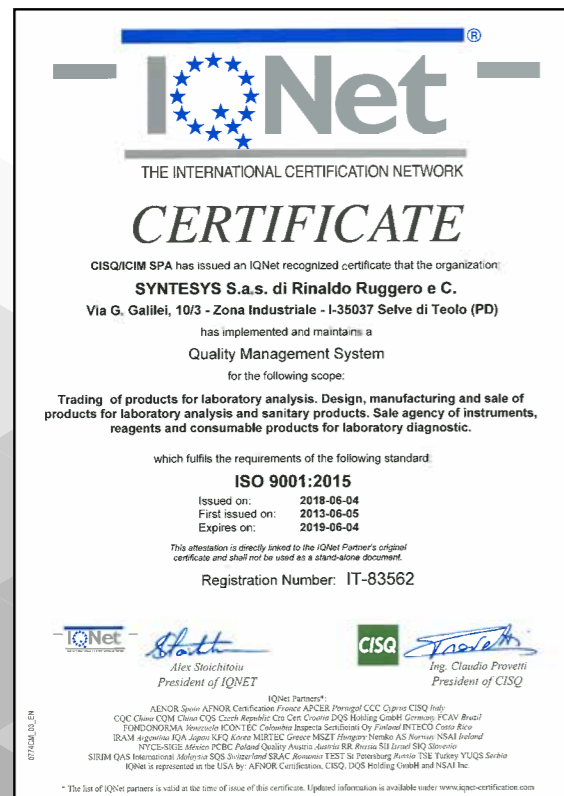 ®
IQNet
THE INTERNATIONAL CERTIFICATION NETWORK
CERTIFICATE
CISQ/ICIM SPA has issued an IQNet recognized certificate that the organization:
SYNTESYS S.a.s. di Rinaldo Ruggero e C.
Via G. Galilei, 10/3 - Zona Industriale - I-35037 Selve di Teolo (PD)
has implemented and maintains a
Quality Management System
for the following scope:
Trading of products for laboratory analysis. Design, manufacturing and sale of
products for laboratory analysis and sanitary products. Sale agency of instruments,
reagents and consumable products for laboratory diagnostic.
which fulfils the requirements of the following standard:
ISO 9001:2015
Issued on: 2018-06-04
First issued on: 2013-06-05
Expires on: 2019-06-04
This attestation is directly linked to the IQNet Partner's original
certificate and shall not be used as a stand-alone document.
Registration Number: IT-83562
IQNet
CISQ
Alex Stoichitoiu
President of IQNET
Ing. Claudio Provetti
President of CISQ
IQNet Partners*:
AENOR Spain AFNOR Certification France APCER Portugal CCC Cyprus CISQ Italy
CQC China CQM China CQS Czech Republic Cro Cert Croatia DQS Holding GmbH Germany FCAV Brazil
FONDONORMA Venezuela ICONTEC Colombia Inspecta Sertifiointi Oy Finland INTECO Costa Rica
IRAM Argentina JQA Japan KFQ Korea MIRTEC Greece MSZT Hungary Nemko AS Norway NSAI Ireland
NYCE-SIGE México PCBC Poland Quality Austria Austria RR Russia SII Israel SIQ Slovenia
SIRIM QAS International Malaysia SQS Switzerland SRAC Romania TEST St Petersburg Russia TSE Turkey YUQS Serbia
IQNet is represented in the USA by: AFNOR Certification, CISQ, DQS Holding GmbH and NSAI Inc.
* The list of IQNet partners is valid at the time of issue of this certificate. Updated information is available under www.iqnet-certification.com
0774CM_03_EN